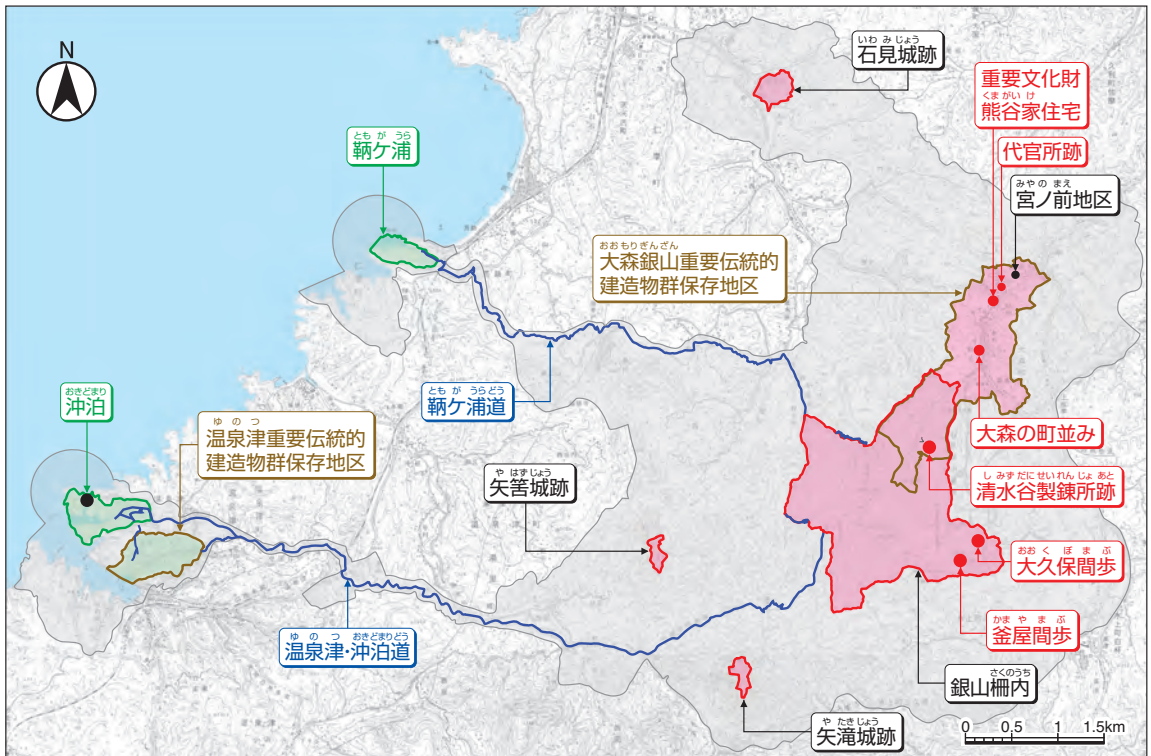 N
いわみじょう
石見城跡
重要文化財
くまがいけ
熊谷家住宅
代官所跡
みやのまえ
宮ノ前地区
ともがうら
鞆ケ浦
おおもりぎんざん
大森銀山重要伝統的
建造物群保存地区
ともがうらどう
鞆ケ浦道
おきどまり
沖泊
ゆのつ
温泉津重要伝統的
建造物群保存地区
大森の町並み
やはずじょう
矢筈城跡
しみずだにせいれんじょあと
清水谷製錬所跡
おおくぼまぶ
大久保間歩
かまやまぶ
釜屋間歩
ゆのつ おきどまりどう
温泉津・沖泊道
さくのうち
銀山柵内
やたきじょう
矢滝城跡
0 0.5 1 1.5km